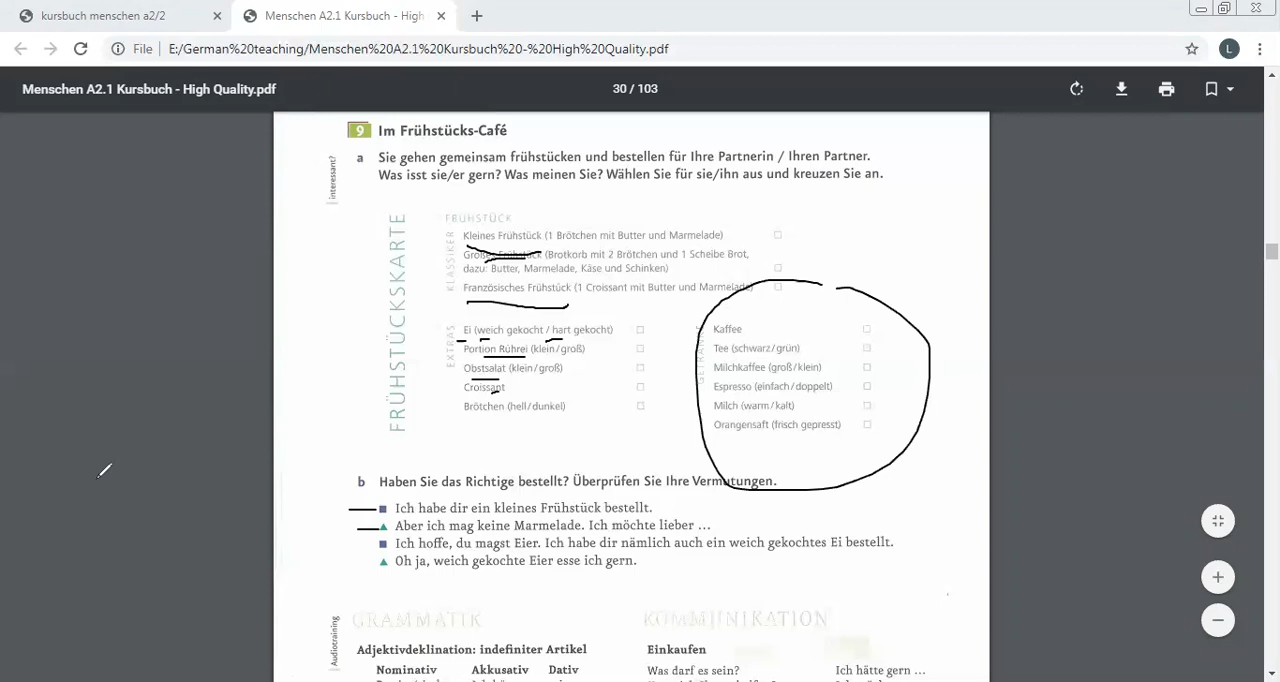 kursbuch menschen a2/2
Menschen A2.1 Kursbuch - High
File
E:/German%20teaching/Menschen%20A2.1%20Kursbuch%20-%20High%20Quality.pdf
L
Menschen A2.1 Kursbuch - High Quality.pdf
30 / 103
9 Im Frühstücks-Café
interessant?
a Sie gehen gemeinsam frühstücken und bestellen für Ihre Partnerin / Ihren Partner.
Was isst sie/er gern? Was meinen Sie? Wählen Sie für sie/ihn aus und kreuzen Sie an.
FRÜHSTÜCKSKARTE
FRÜHSTÜCK
KLASSIKER
Kleines Frühstück (1 Brötchen mit Butter und Marmelade)
Großes Frühstück (Brotkorb mit 2 Brötchen und 1 Scheibe Brot,
dazu: Butter, Marmelade, Käse und Schinken)
Französisches Frühstück (1 Croissant mit Butter und Marmelade)
EXTRAS
Ei (weich gekocht / hart gekocht)
Portion Rührei (klein/groß)
Obstsalat (klein/groß)
Croissant
Brötchen (hell/dunkel)
GETRÄNKE
Kaffee
Tee (schwarz/grün)
Milchkaffee (groß/klein)
Espresso (einfach/doppelt)
Milch (warm/kalt)
Orangensaft (frisch gepresst)
b Haben Sie das Richtige bestellt? Überprüfen Sie Ihre Vermutungen.
Ich habe dir ein kleines Frühstück bestellt.
Aber ich mag keine Marmelade. Ich möchte lieber ...
Ich hoffe, du magst Eier. Ich habe dir nämlich auch ein weich gekochtes Ei bestellt.
Oh ja, weich gekochte Eier esse ich gern.
Audiotraining
GRAMMATIK
KOMMUNIKATION
Adjektivdeklination: indefiniter Artikel
Einkaufen
Nominativ Akkusativ Dativ
Was darf es sein?
Ich hätte gern ...